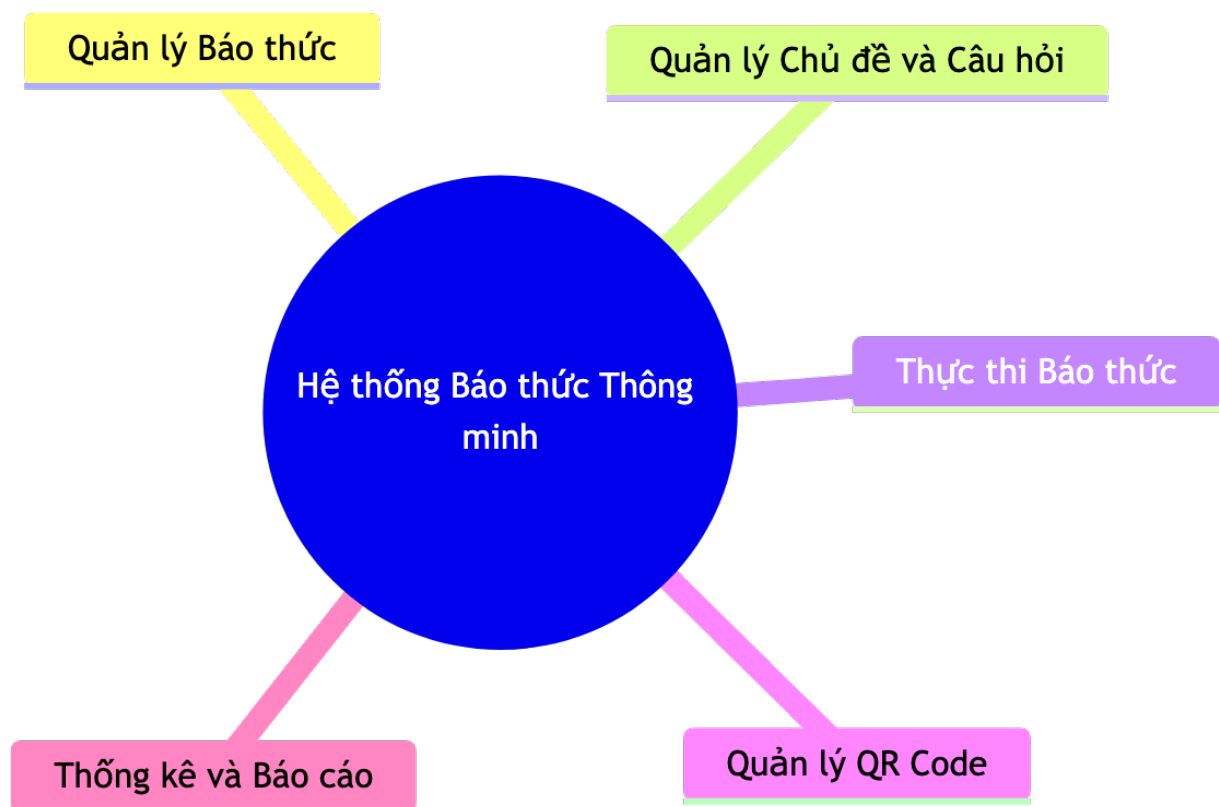 Quản lý Báo thức
Quản lý Chủ đề và Câu hỏi
Thực thi Báo thức
Hệ thống Báo thức Thông
minh
Quản lý QR Code
Thống kê và Báo cáo